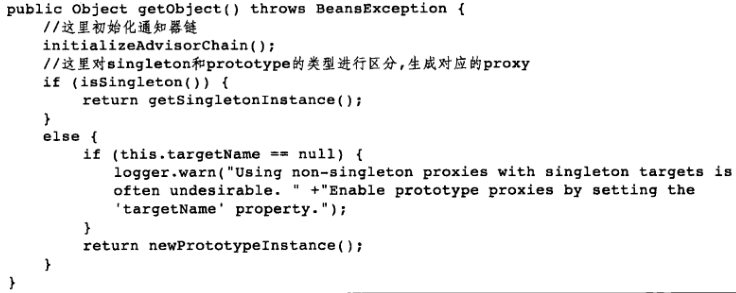 public Object getObject() throws BeansException {
//这里初始化通知器链
initializeAdvisorChain();
//这里对singleton和prototype的类型进行区分,生成对应的proxy
if (isSingleton()) {
return getSingletonInstance();
}
else {
if (this.targetName == null) {
logger.warn("Using non-singleton proxies with singleton targets is
often undesirable. " +"Enable prototype proxies by setting the
'targetName' property.");
}
return newPrototypeInstance();
}
}